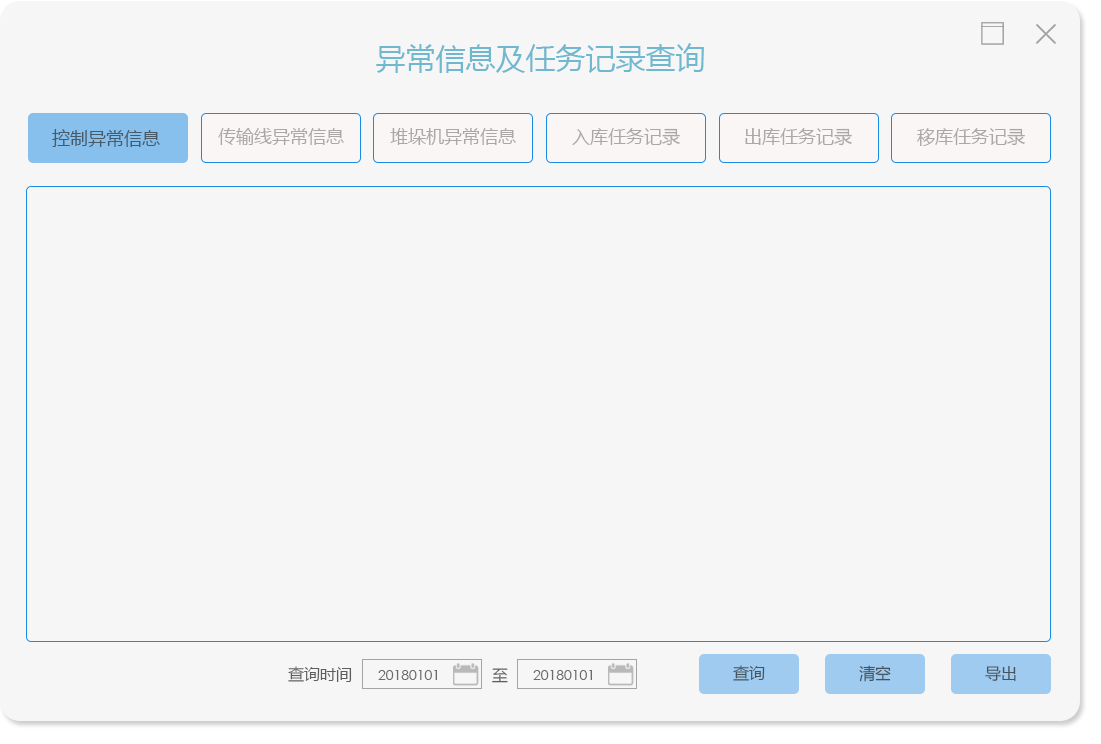 异常信息及任务记录查询
控制异常信息 传输线异常信息 堆垛机异常信息 入库任务记录 出库任务记录 移库任务记录
查询时间 20180101 至 20180101 查询 清空 导出